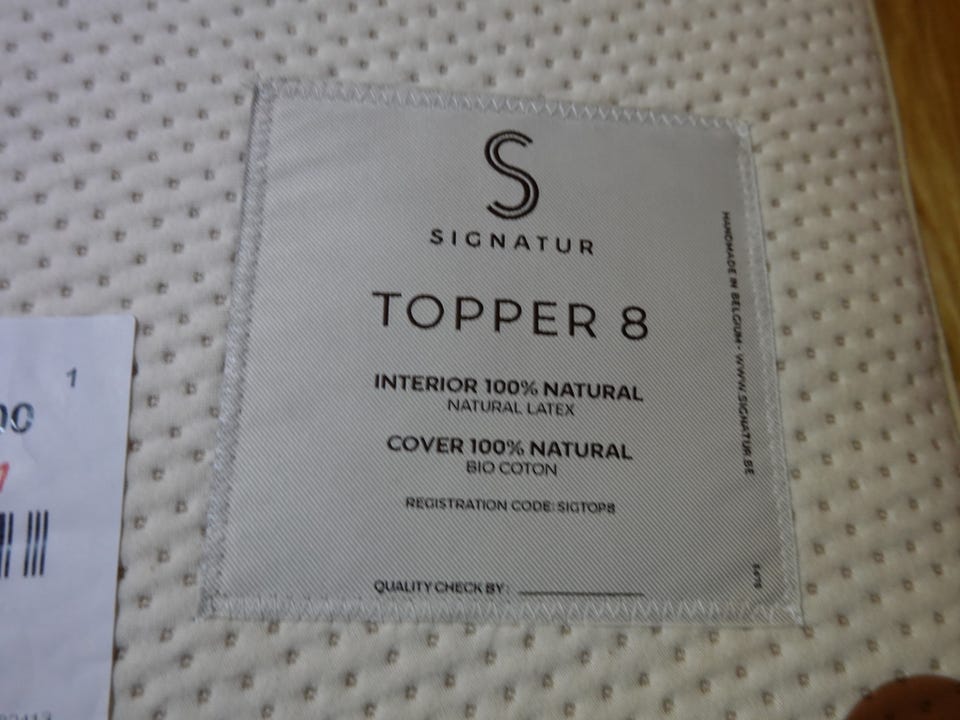 S
SIGNATUR
TOPPER 8
INTERIOR 100% NATURAL
NATURAL LATEX
COVER 100% NATURAL
BIO COTON
REGISTRATION CODE: SIGTOP8
QUALITY CHECK BY:
HANDMADE IN BELGIUM - WWW.SIGNATUR.BE
1